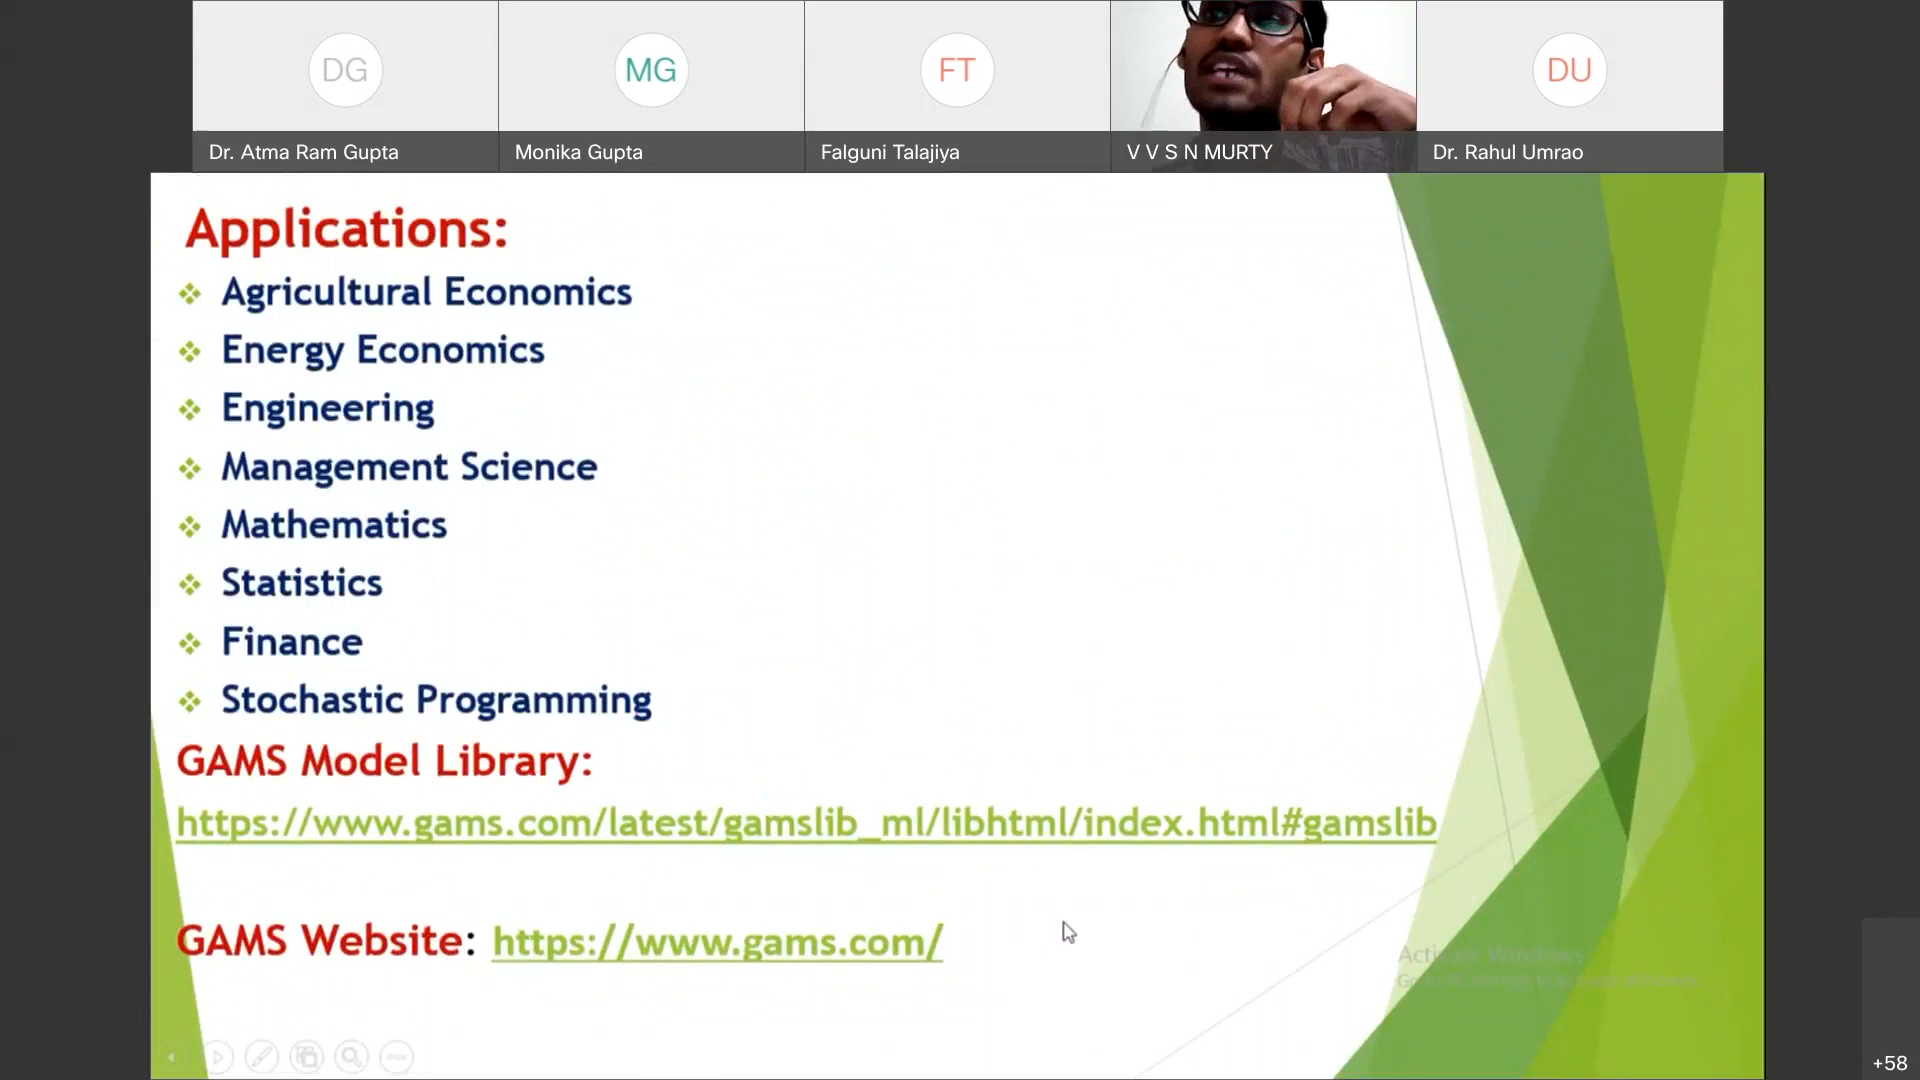 DG
MG
FT
DU
Dr. Atma Ram Gupta
Monika Gupta
Falguni Talajiya
V V S N MURTY
Dr. Rahul Umrao
Applications:
Agricultural Economics
Energy Economics
Engineering
Management Science
Mathematics
Statistics
Finance
Stochastic Programming
GAMS Model Library:
https://www.gams.com/latest/gamslib_ml/libhtml/index.html#gamslib
GAMS Website: https://www.gams.com/
Activate Windows
+58